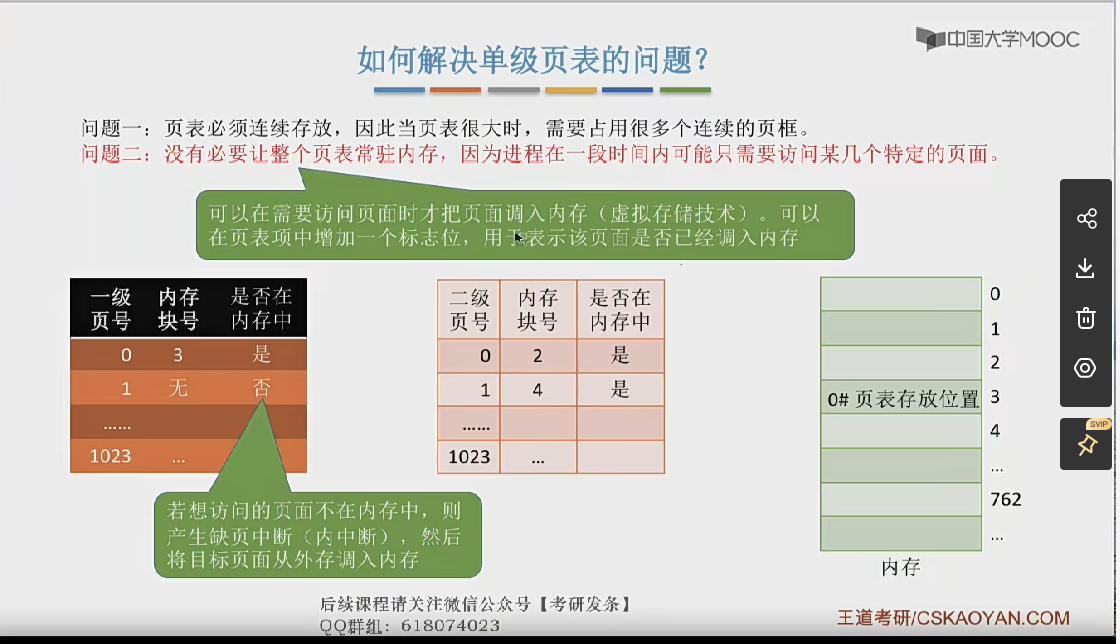 中国大学MOOC
如何解决单级页表的问题？
问题一：页表必须连续存放，因此当页表很大时，需要占用很多个连续的页框。
问题二：没有必要让整个页表常驻内存，因为进程在一段时间内可能只需要访问某几个特定的页面。
可以在需要访问页面时才把页面调入内存（虚拟存储技术）。可以
在页表项中增加一个标志位，用于表示该页面是否已经调入内存
一级页号 内存块号 是否在内存中
0 3 是
1 无 否
……
1023 …
二级页号 内存块号 是否在内存中
0 2 是
1 4 是
……
1023 …
0
1
2
0# 页表存放位置 3
4
…
762
…
内存
若想访问的页面不在内存中，则
产生缺页中断（内中断），然后
将目标页面从外存调入内存
后续课程请关注微信公众号【考研发条】
QQ群组：618074023
王道考研/CSKAOYAN.COM
SVIP